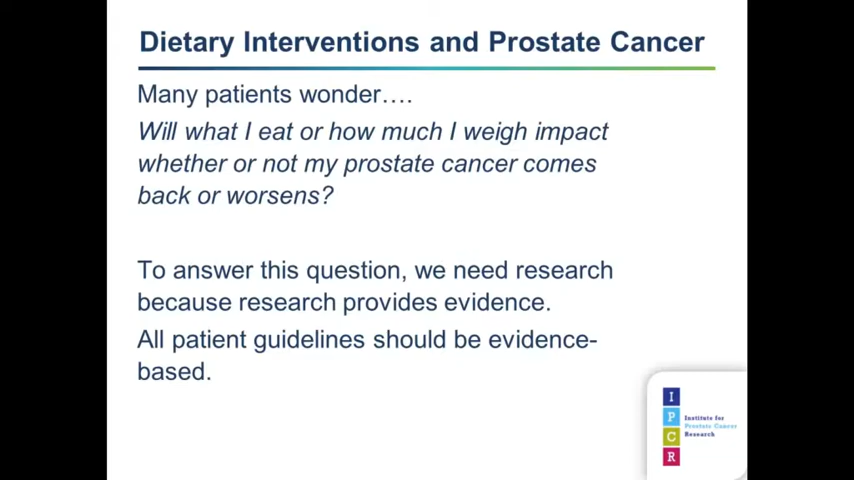 Dietary Interventions and Prostate Cancer
Many patients wonder….
Will what I eat or how much I weigh impact
whether or not my prostate cancer comes
back or worsens?
To answer this question, we need research
because research provides evidence.
All patient guidelines should be evidence-
based.
I
P
C
R
Institute for
Prostate Cancer
Research